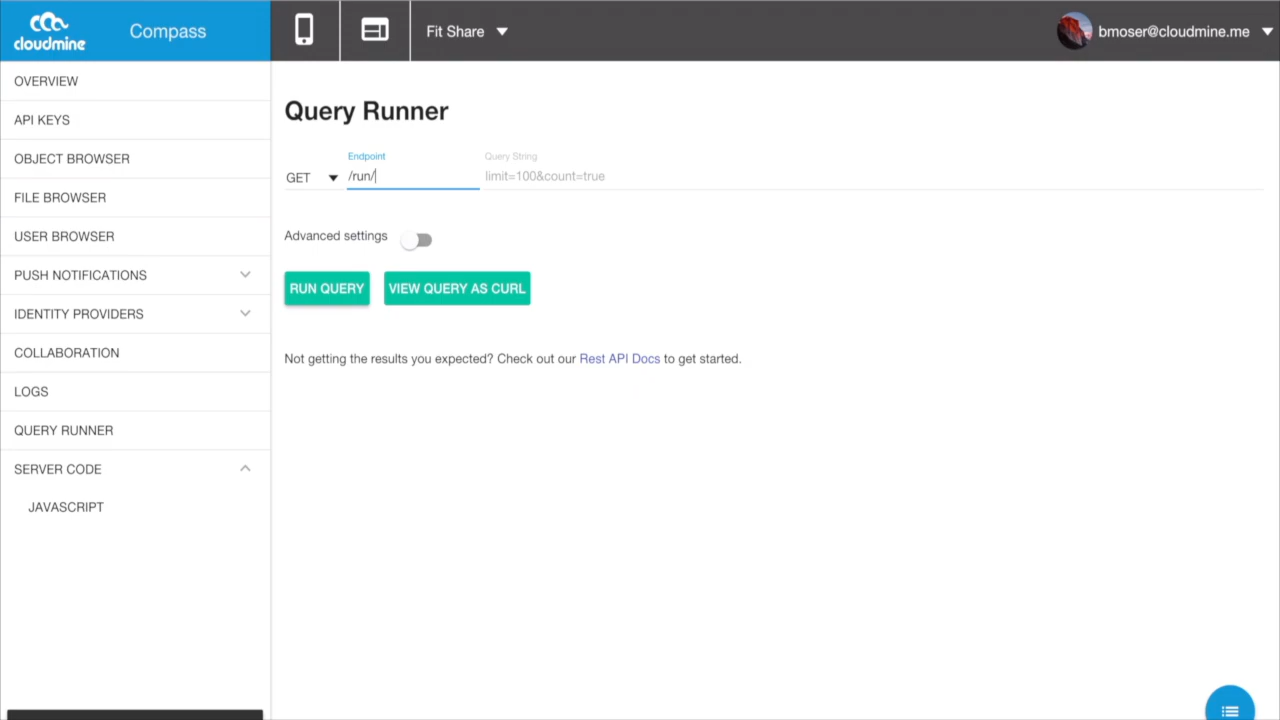 cloudmine
Compass
Fit Share
bmoser@cloudmine.me
OVERVIEW
API KEYS
OBJECT BROWSER
FILE BROWSER
USER BROWSER
PUSH NOTIFICATIONS
IDENTITY PROVIDERS
COLLABORATION
LOGS
QUERY RUNNER
SERVER CODE
JAVASCRIPT
Query Runner
Endpoint
Query String
GET
/run/
limit=100&count=true
Advanced settings
RUN QUERY
VIEW QUERY AS CURL
Not getting the results you expected? Check out our Rest API Docs to get started.